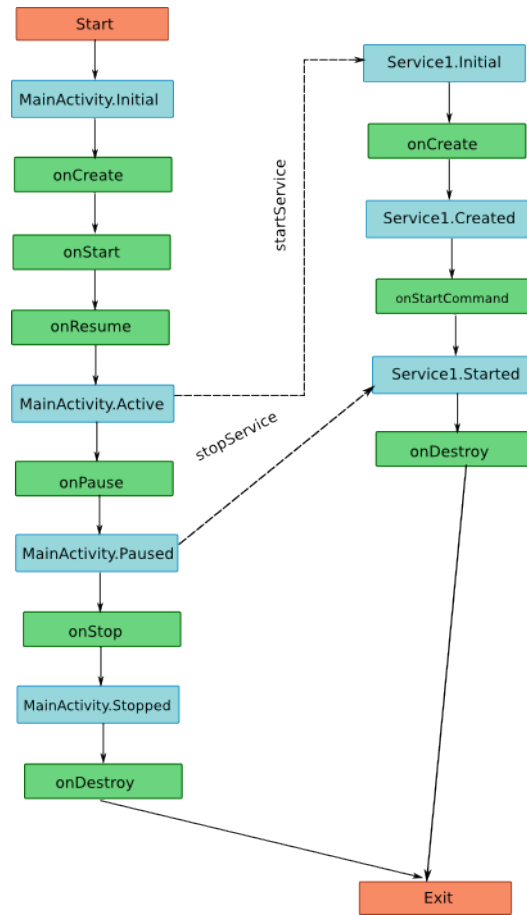 Start
MainActivity.Initial
onCreate
onStart
onResume
MainActivity.Active
onPause
MainActivity.Paused
onStop
MainActivity.Stopped
onDestroy
startService
stopService
Service1.Initial
onCreate
Service1.Created
onStartCommand
Service1.Started
onDestroy
Exit